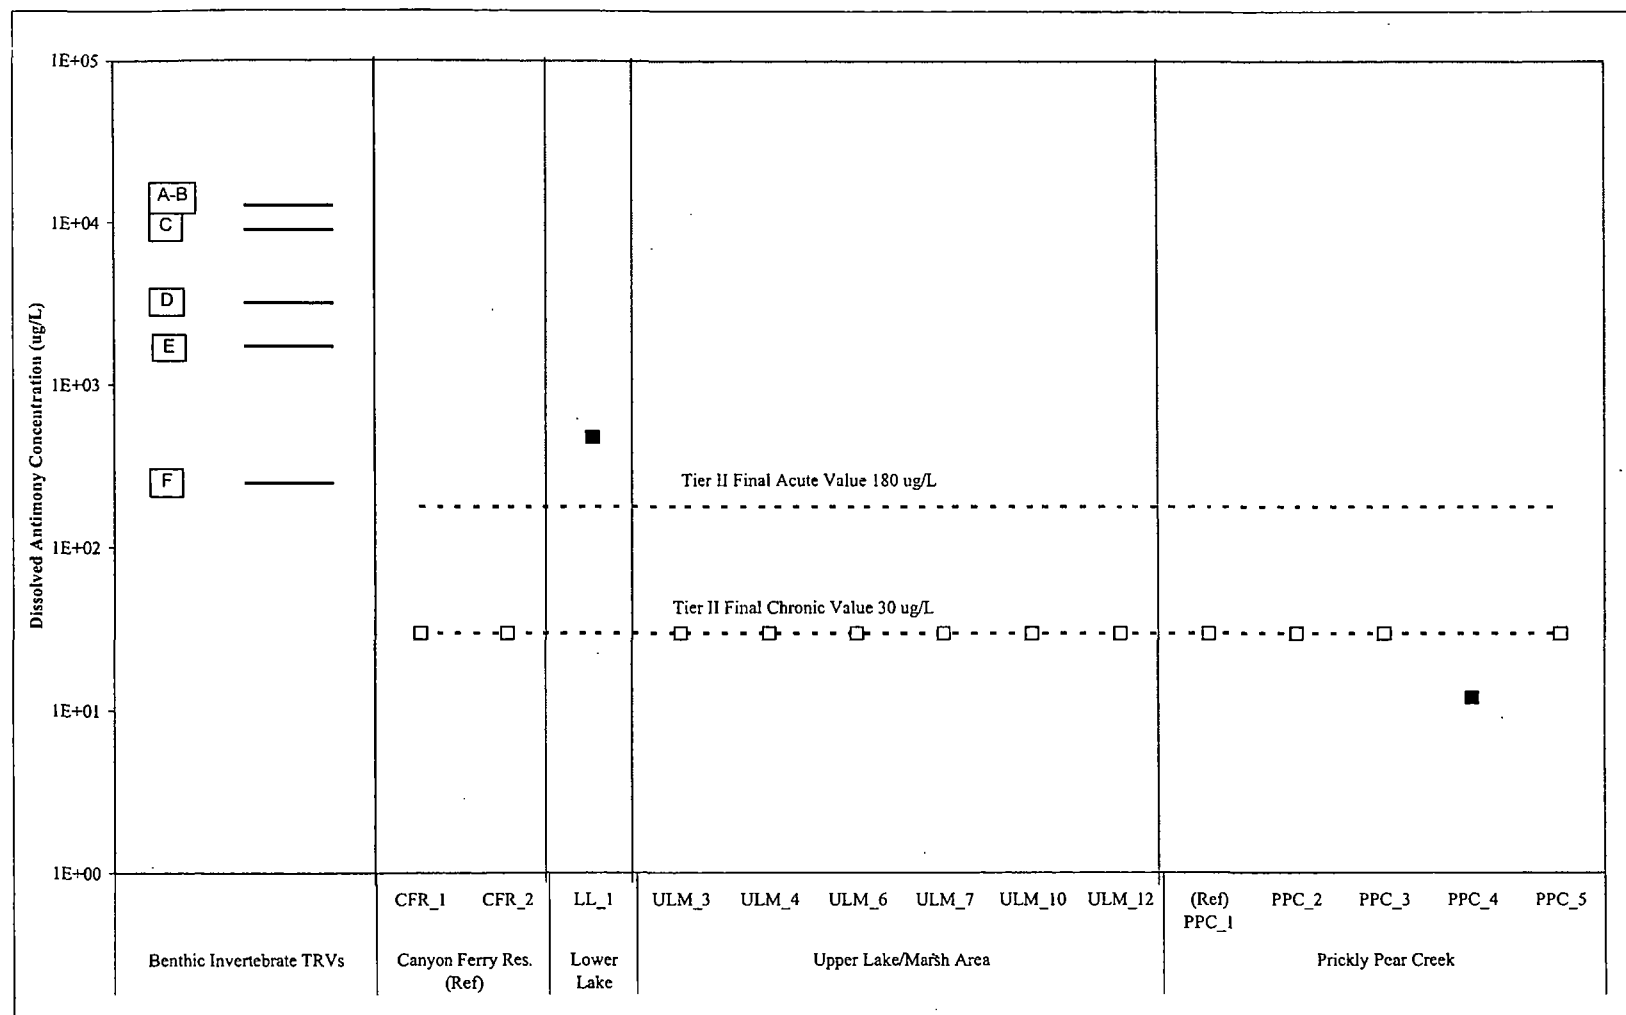 1E+05
1E+04
1E+03
1E+02
1E+01
1E+00
Dissolved Antimony Concentration (ug/L)
A-B
C
D
E
F
Tier II Final Acute Value 180 ug/L
Tier II Final Chronic Value 30 ug/L
CFR_1 CFR_2 LL_1 ULM_3 ULM_4 ULM_6 ULM_7 ULM_10 ULM_12 (Ref) PPC_2 PPC_3 PPC_4 PPC_5
PPC_1
Benthic Invertebrate TRVs Canyon Ferry Res. Lower Upper Lake/Marsh Area Prickly Pear Creek
(Ref) Lake